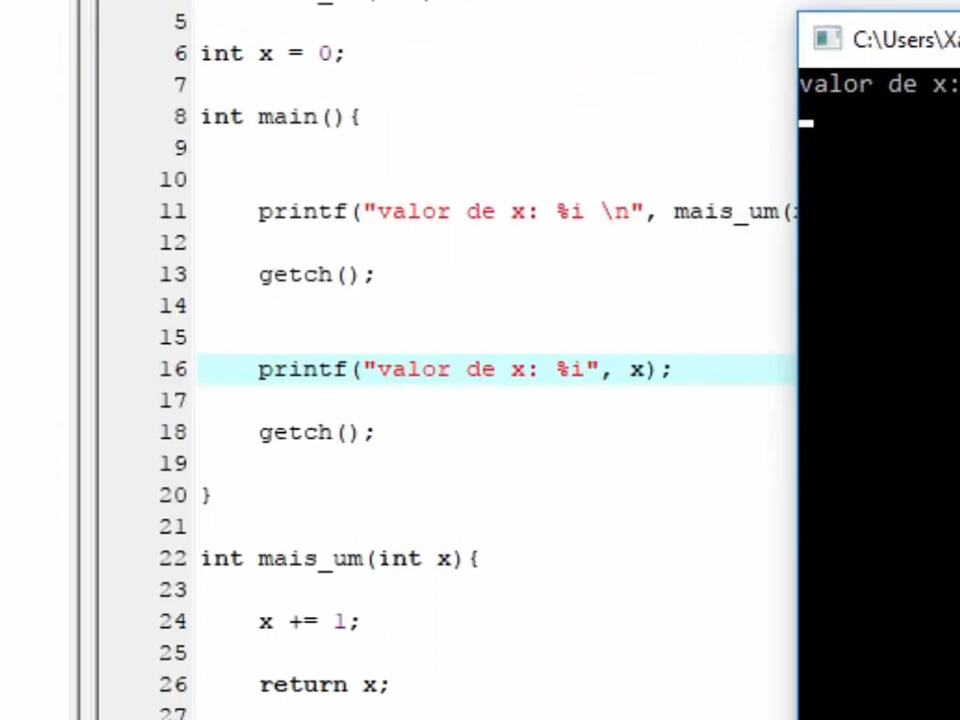 5
6 int x = 0;
7
8 int main(){
9
10
11 printf("valor de x: %i \n", mais_um(
12
13 getch();
14
15
16 printf("valor de x: %i", x);
17
18 getch();
19
20 }
21
22 int mais_um(int x){
23
24 x += 1;
25
26 return x;
27
C:\Users\Xa
valor de x: